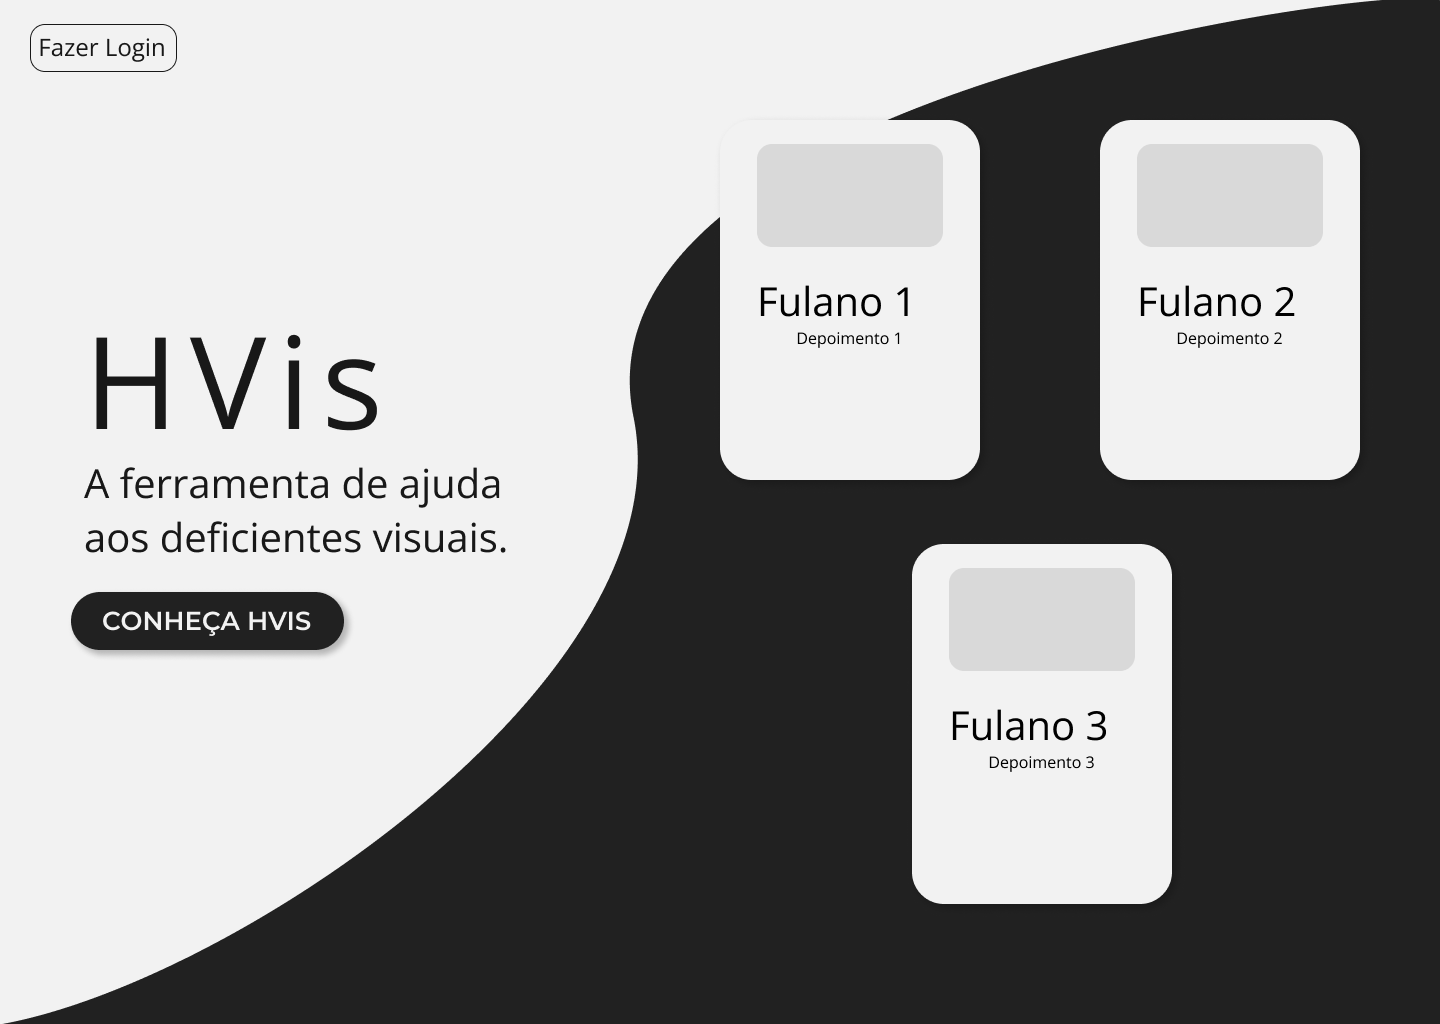 Fazer Login
HVis
A ferramenta de ajuda
aos deficientes visuais.
CONHEÇA HVIS
Fulano 1
Depoimento 1
Fulano 2
Depoimento 2
Fulano 3
Depoimento 3